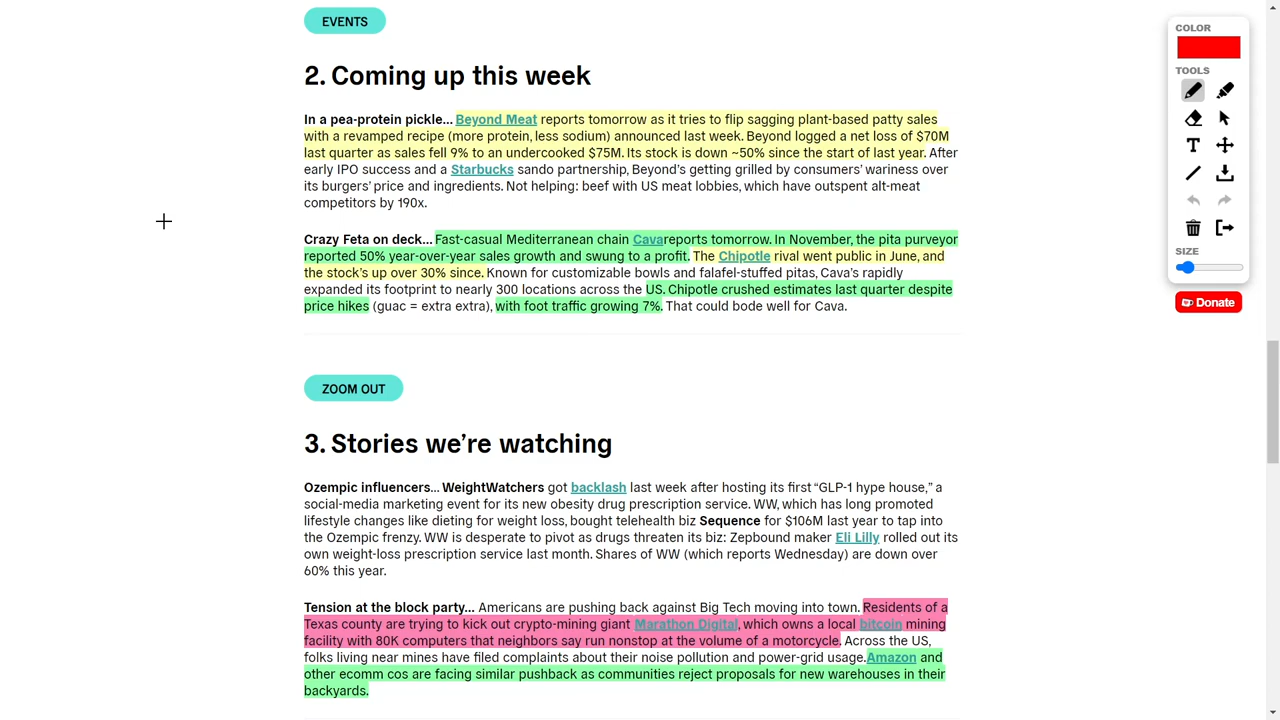 EVENTS
2. Coming up this week
In a pea-protein pickle... Beyond Meat reports tomorrow as it tries to flip sagging plant-based patty sales
with a revamped recipe (more protein, less sodium) announced last week. Beyond logged a net loss of $70M
last quarter as sales fell 9% to an undercooked $75M. Its stock is down ~50% since the start of last year. After
early IPO success and a Starbucks sando partnership, Beyond's getting grilled by consumers' wariness over
its burgers' price and ingredients. Not helping: beef with US meat lobbies, which have outspent alt-meat
competitors by 190x.
Crazy Feta on deck... Fast-casual Mediterranean chain Cavareports tomorrow. In November, the pita purveyor
reported 50% year-over-year sales growth and swung to a profit. The Chipotle rival went public in June, and
the stock's up over 30% since. Known for customizable bowls and falafel-stuffed pitas, Cava's rapidly
expanded its footprint to nearly 300 locations across the US. Chipotle crushed estimates last quarter despite
price hikes (guac = extra extra), with foot traffic growing 7%. That could bode well for Cava.
ZOOM OUT
3. Stories we're watching
Ozempic influencers... WeightWatchers got backlash last week after hosting its first “GLP-1 hype house,” a
social-media marketing event for its new obesity drug prescription service. WW, which has long promoted
lifestyle changes like dieting for weight loss, bought telehealth biz Sequence for $106M last year to tap into
the Ozempic frenzy. WW is desperate to pivot as drugs threaten its biz: Zepbound maker Eli Lilly rolled out its
own weight-loss prescription service last month. Shares of WW (which reports Wednesday) are down over
60% this year.
Tension at the block party... Americans are pushing back against Big Tech moving into town. Residents of a
Texas county are trying to kick out crypto-mining giant Marathon Digital, which owns a local bitcoin mining
facility with 80K computers that neighbors say run nonstop at the volume of a motorcycle. Across the US,
folks living near mines have filed complaints about their noise pollution and power-grid usage.Amazon and
other ecomm cos are facing similar pushback as communities reject proposals for new warehouses in their
backyards.
COLOR
TOOLS
T
SIZE
Donate